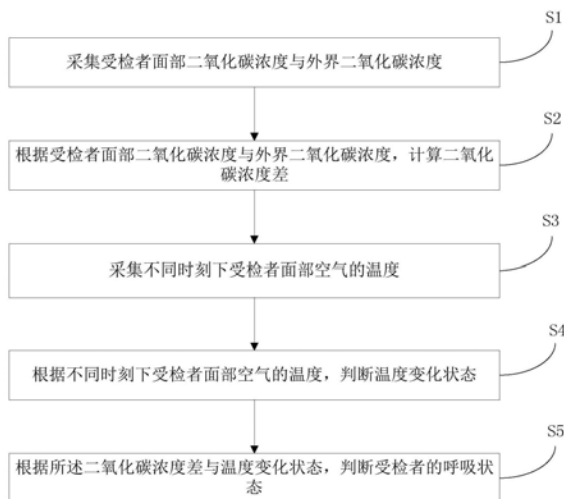 S1
采集受检者面部二氧化碳浓度与外界二氧化碳浓度
S2
根据受检者面部二氧化碳浓度与外界二氧化碳浓度，计算二氧化
碳浓度差
S3
采集不同时刻下受检者面部空气的温度
S4
根据不同时刻下受检者面部空气的温度，判断温度变化状态
S5
根据所述二氧化碳浓度差与温度变化状态，判断受检者的呼吸状
态